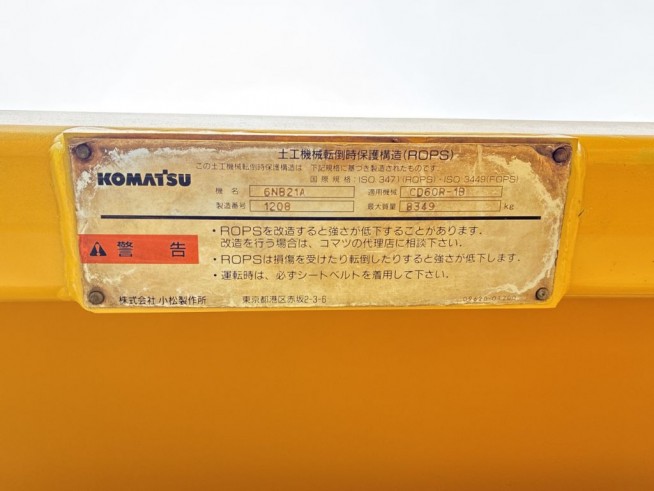 土工機械転倒時保護構造(ROPS)
この土工機械転倒時保護構造は 下記規格に基づき製造されたものです
国際規格:ISO 3471(ROPS)・ISO 3449(FOPS)
KOMATSU
機名 6NB21A 適用機械 CD60R-1B
製造番号 1208 最大質量 8349 kg
・ROPSを改造すると強さが低下することがあります。
改造を行う場合は、コマツの代理店に相談下さい。
警告
・ROPSは損傷を受けたり転倒したりすると強さが低下します。
・運転時は、必ずシートベルトを着用して下さい。
株式会社 小松製作所 東京都港区赤坂2-3-6